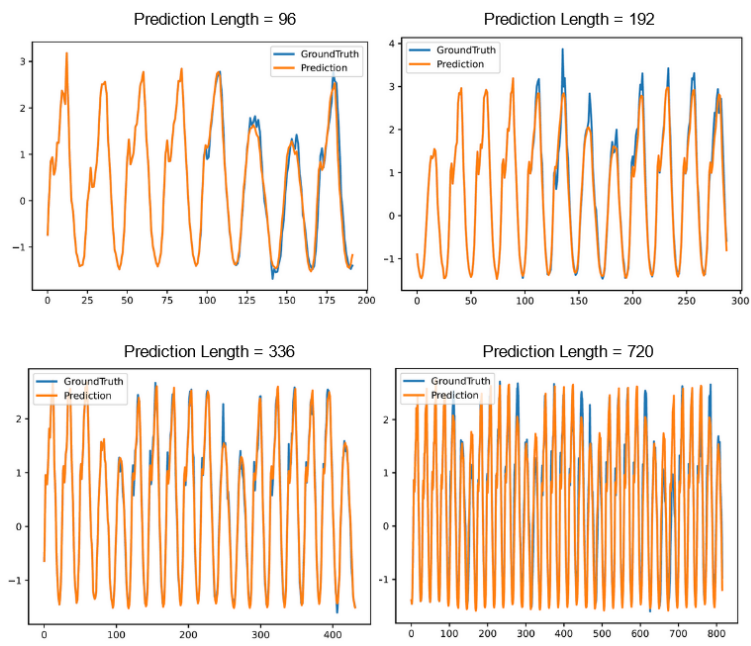 Prediction Length = 96
GroundTruth
Prediction
3
2
1
0
−1
0 25 50 75 100 125 150 175 200
Prediction Length = 192
GroundTruth
Prediction
4
3
2
1
0
−1
0 50 100 150 200 250 300
Prediction Length = 336
GroundTruth
Prediction
2
1
0
−1
0 100 200 300 400
Prediction Length = 720
GroundTruth
Prediction
2
1
0
-1
0 100 200 300 400 500 600 700 800